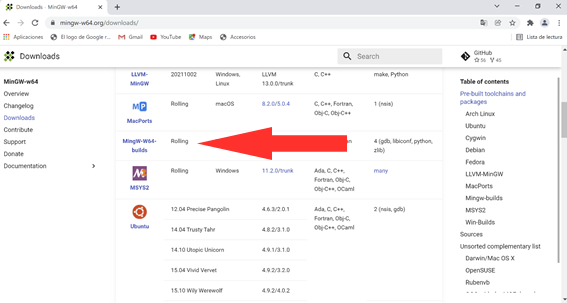 Downloads - MinGW-w64
mingw-w64.org/downloads/
Aplicaciones El logo de Google r... Gmail YouTube Maps Accesorios Lista de lectura
Downloads
Search
GitHub
56 45
MinGW-w64
Overview
Changelog
Downloads
Contribute
Support
Donate
Documentation
LLVM-MinGW 20211002 Windows, Linux LLVM 13.0.0/trunk C, C++ make, Python
MacPorts Rolling macOS 8.2.0/5.0.4 C, C++, Fortran, Obj-C, Obj-C++ 1 (nsis)
MingW-W64-builds Rolling 4 (gdb, libiconf, python, zlib)
MSYS2 Rolling Windows 11.2.0/trunk Ada, C, C++, Fortran, Obj-C, Obj-C++, OCaml many
Ubuntu 12.04 Precise Pangolin 4.6.3/2.0.1 Ada, C, C++, Fortran, Obj-C, Obj-C++, OCaml 2 (nsis, gdb)
14.04 Trusty Tahr 4.8.2/3.1.0
14.10 Utopic Unicorn 4.9.1/3.1.0
15.04 Vivid Vervet 4.9.2/3.2.0
15.10 Wily Werewolf 4.9.2/4.0.2
Table of contents
Pre-built toolchains and
packages
Arch Linux
Ubuntu
Cygwin
Debian
Fedora
LLVM-MinGW
MacPorts
Mingw-builds
MSYS2
Win-Builds
Sources
Unsorted complementary list
Darwin/Mac OS X
OpenSUSE
Rubenvb